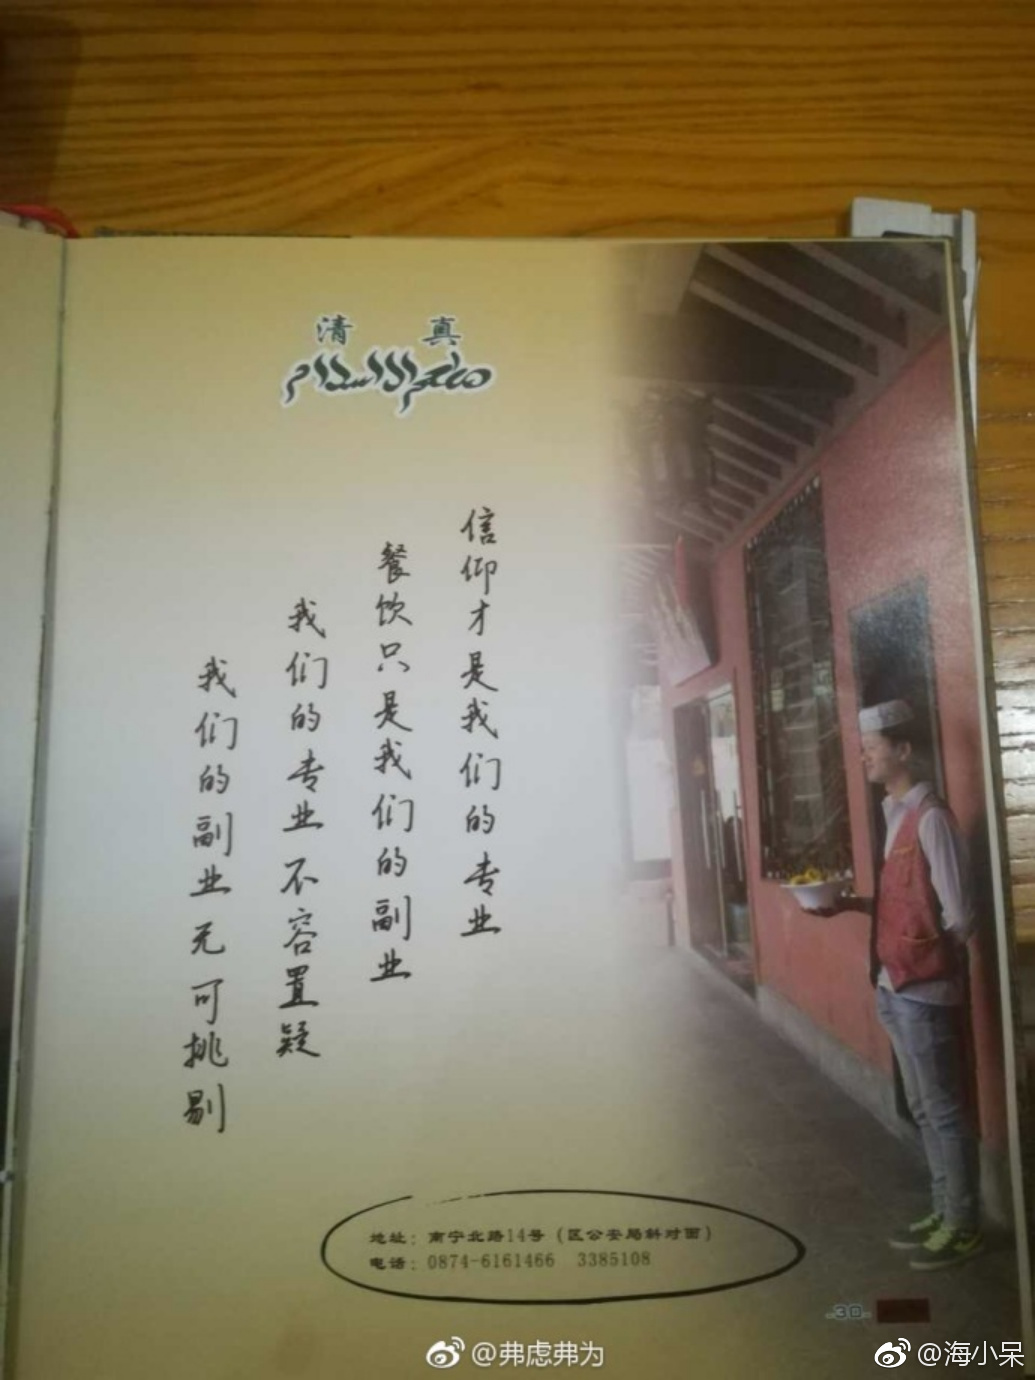 清 真
信仰才是我们的专业
餐饮只是我们的副业
我们的专业不容置疑
我们的副业无可挑剔
地址：南宁北路14号（区公安局斜对面）
电话：0874-6161466 3385108
-30-
@弗虑弗为
@海小呆